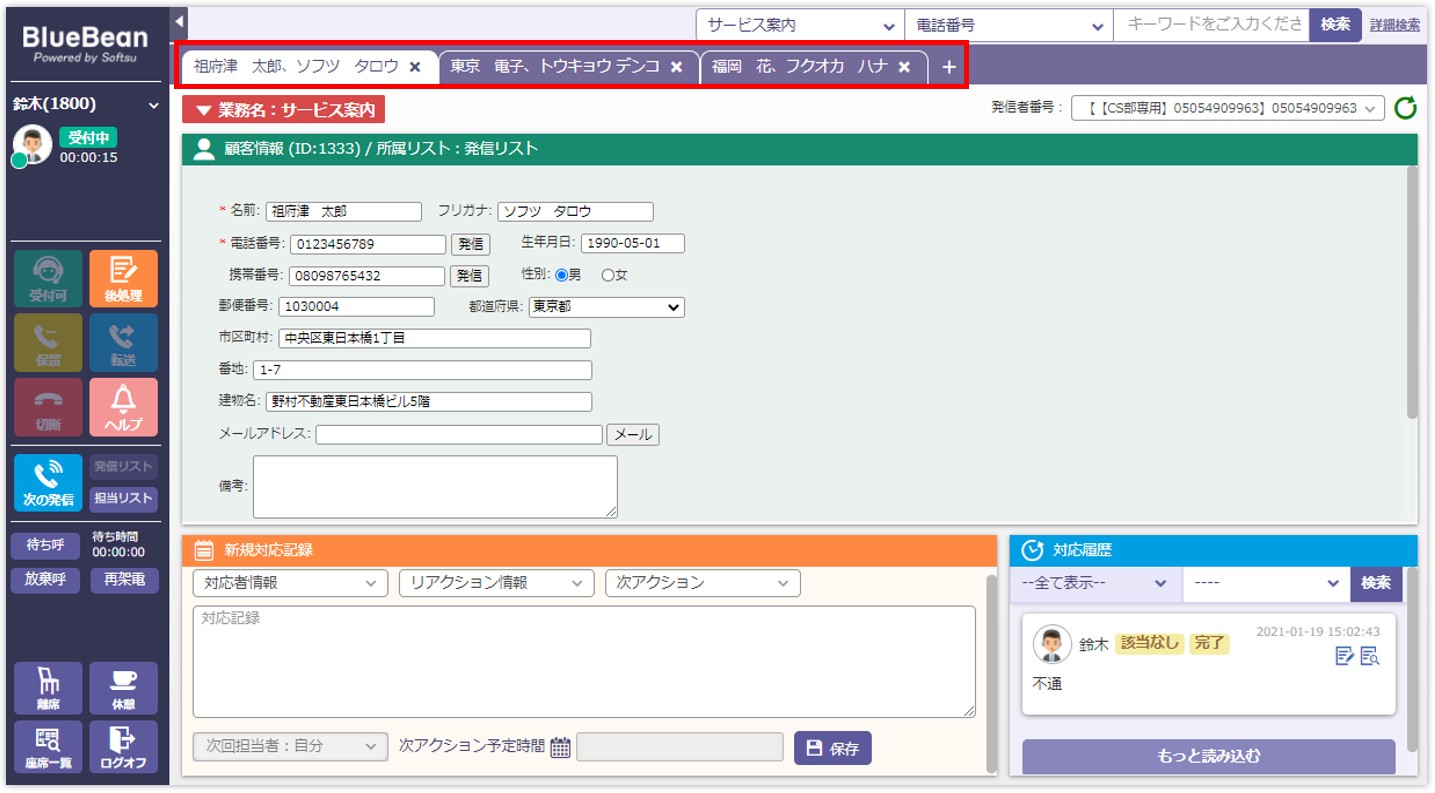 BlueBean
Powered by Softsu
鈴木(1800)
受付中
00:00:15
受付可 後処理
保留 転送
切断 ヘルプ
次の発信 発信リスト
担当リスト
待ち呼 待ち時間
00:00:00
放棄呼 再架電
離席 休憩
座席一覧 ログオフ
サービス案内 電話番号 キーワードをご入力くださ 検索 詳細検索
祖府津　太郎、ソフツ　タロウ × 東京　電子、トウキョウ デンコ × 福岡　花、フクオカ　ハナ × +
▼ 業務名：サービス案内 発信者番号： 【【CS部専用】05054909963】05054909963
顧客情報 (ID:1333) / 所属リスト : 発信リスト
* 名前: 祖府津　太郎 フリガナ: ソフツ　タロウ
* 電話番号: 0123456789 発信 生年月日: 1990-05-01
携帯番号: 08098765432 発信 性別: 男 女
郵便番号: 1030004 都道府県: 東京都
市区町村: 中央区東日本橋1丁目
番地: 1-7
建物名: 野村不動産東日本橋ビル5階
メールアドレス: メール
備考:
新規対応記録
対応者情報 リアクション情報 次アクション
対応記録
次回担当者：自分 次アクション予定時間 保存
対応履歴
--全て表示-- ---- 検索
2021-01-19 15:02:43
鈴木 該当なし 完了
不通
もっと読み込む